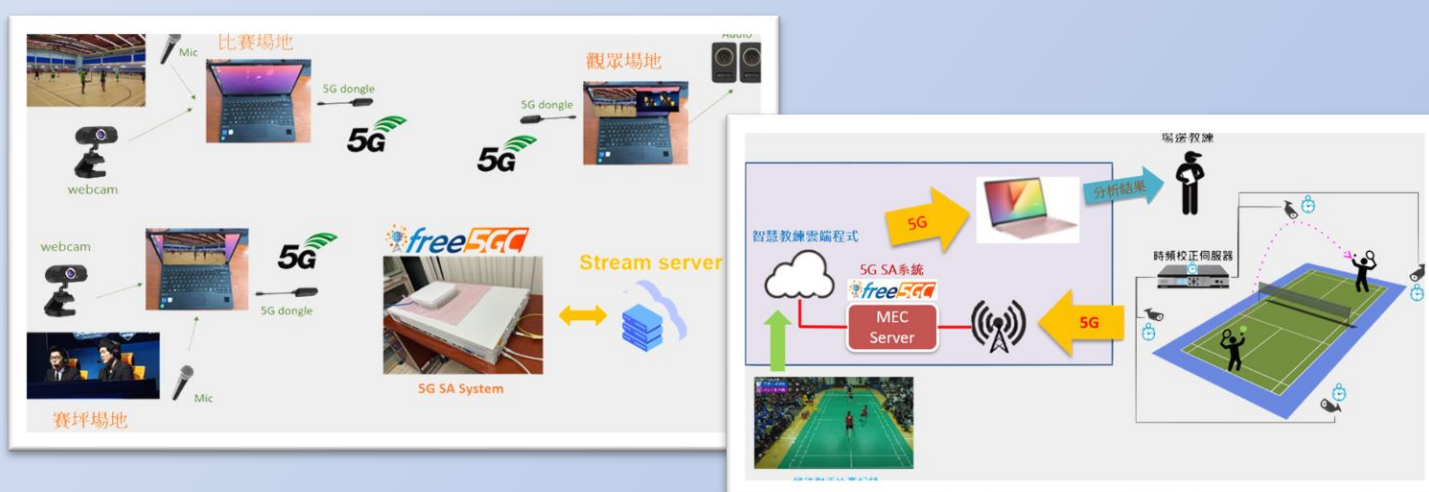 Mic
比賽場地
5G dongle
5G
webcam
觀眾場地
Audio
5G dongle
5G
webcam
5G
5G dongle
Mic
賽坪場地
free5GC
5G SA System
Stream server
場邊教練
5G
分析結果
智慧教練雲端程式
5G SA系統
free5GC
MEC
Server
5G
時頻校正伺服器